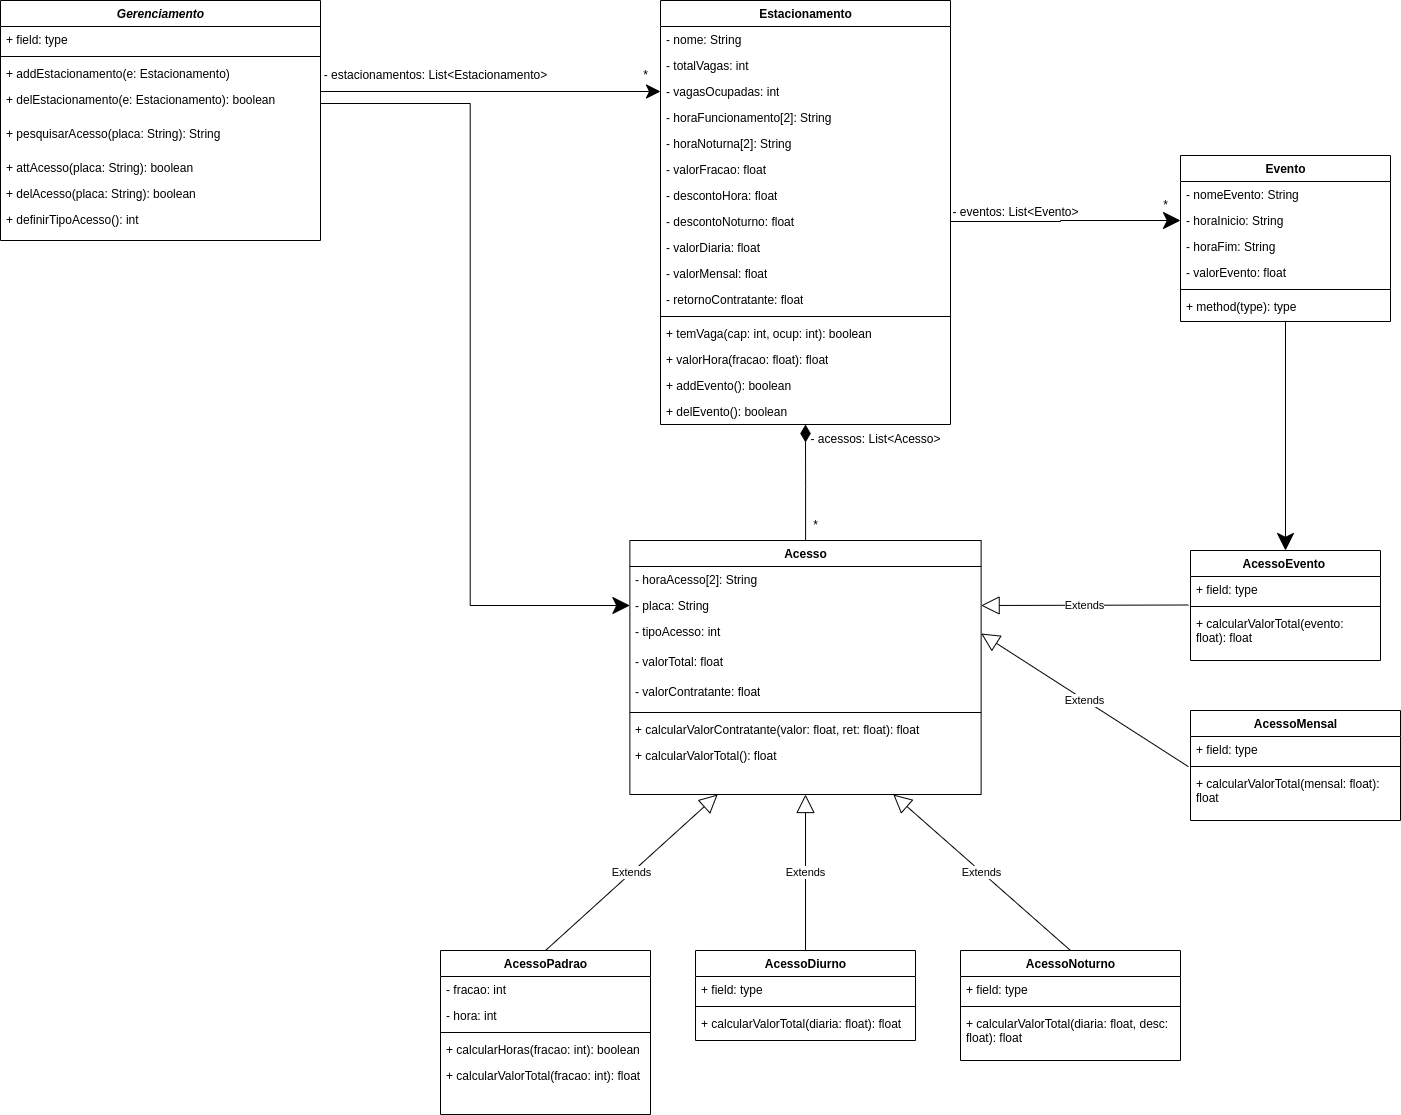 Gerenciamento
+ field: type
+ addEstacionamento(e: Estacionamento)
+ delEstacionamento(e: Estacionamento): boolean
+ pesquisarAcesso(placa: String): String
+ attAcesso(placa: String): boolean
+ delAcesso(placa: String): boolean
+ definirTipoAcesso(): int
- estacionamentos: List<Estacionamento>
*
Estacionamento
- nome: String
- totalVagas: int
- vagasOcupadas: int
- horaFuncionamento[2]: String
- horaNoturna[2]: String
- valorFracao: float
- descontoHora: float
- descontoNoturno: float
- valorDiaria: float
- valorMensal: float
- retornoContratante: float
+ temVaga(cap: int, ocup: int): boolean
+ valorHora(fracao: float): float
+ addEvento(): boolean
+ delEvento(): boolean
- eventos: List<Evento>
*
Evento
- nomeEvento: String
- horaInicio: String
- horaFim: String
- valorEvento: float
+ method(type): type
- acessos: List<Acesso>
*
Acesso
- horaAcesso[2]: String
- placa: String
- tipoAcesso: int
- valorTotal: float
- valorContratante: float
+ calcularValorContratante(valor: float, ret: float): float
+ calcularValorTotal(): float
Extends
AcessoEvento
+ field: type
+ calcularValorTotal(evento:
float): float
Extends
AcessoMensal
+ field: type
+ calcularValorTotal(mensal: float):
float
Extends
Extends
Extends
AcessoPadrao
- fracao: int
- hora: int
+ calcularHoras(fracao: int): boolean
+ calcularValorTotal(fracao: int): float
AcessoDiurno
+ field: type
+ calcularValorTotal(diaria: float): float
AcessoNoturno
+ field: type
+ calcularValorTotal(diaria: float, desc:
float): float